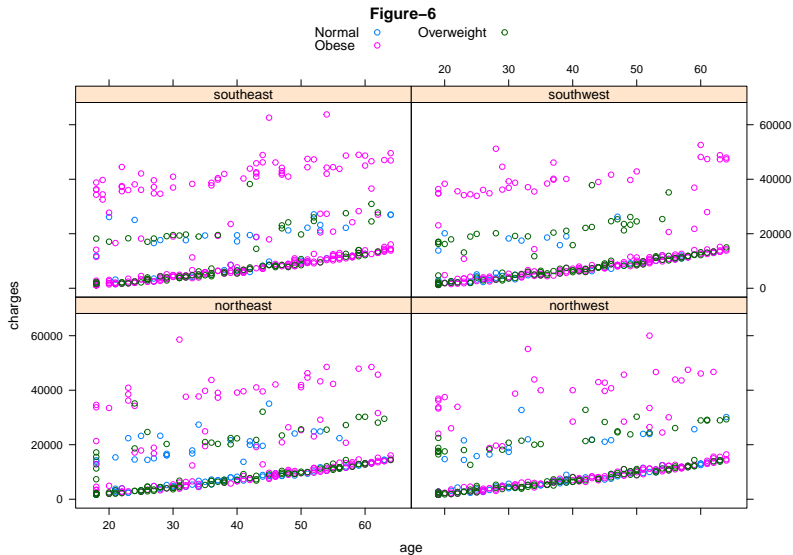 Figure−6
Normal Overweight
Obese
20 30 40 50 60
southeast southwest
60000
40000
20000
0
charges
northeast northwest
60000
40000
20000
0
20 30 40 50 60
age